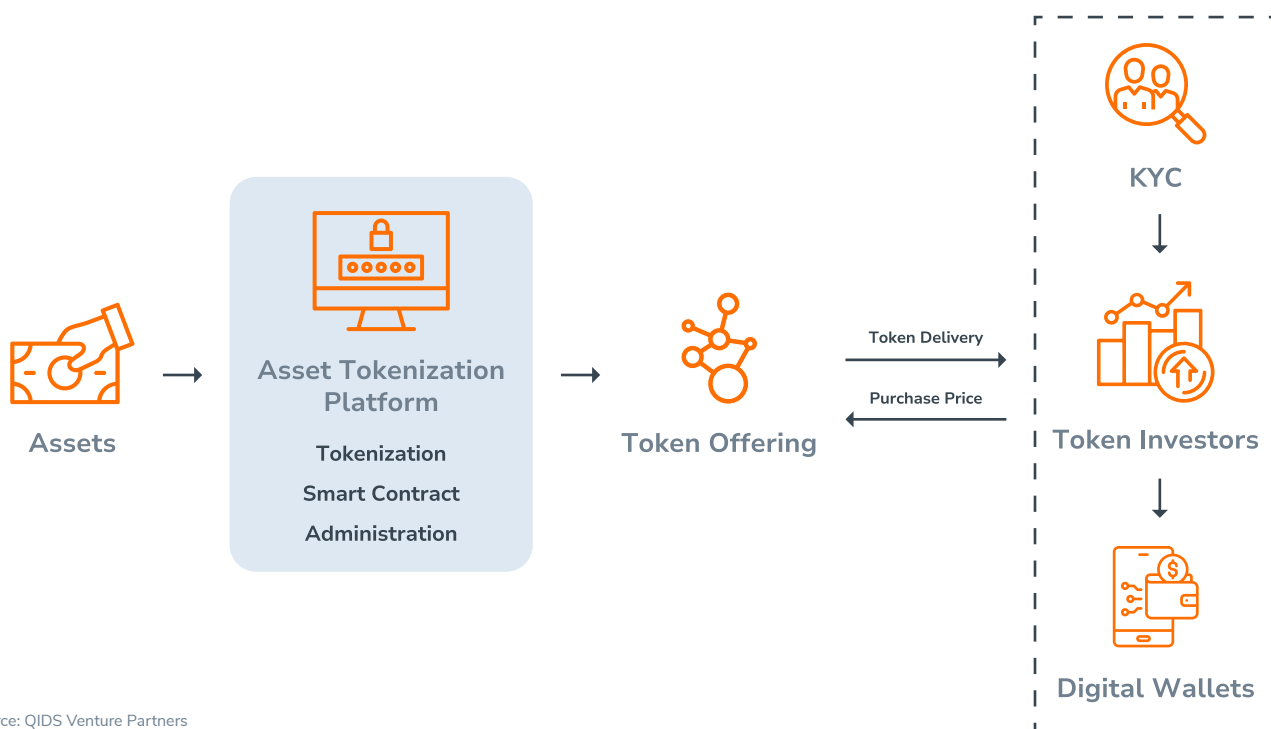 KYC
Asset Tokenization
Platform
Tokenization
Smart Contract
Administration
Assets
Token Offering
Token Delivery
Purchase Price
Token Investors
Digital Wallets
rce: QIDS Venture Partners